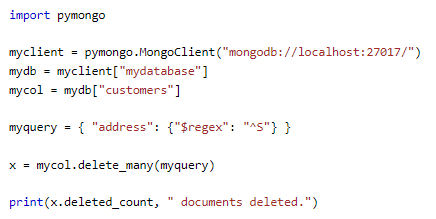 import pymongo
myclient = pymongo.MongoClient("mongodb://localhost:27017/")
mydb = myclient["mydatabase"]
mycol = mydb["customers"]
myquery = { "address": {"$regex": "^S"} }
x = mycol.delete_many(myquery)
print(x.deleted_count, " documents deleted.")